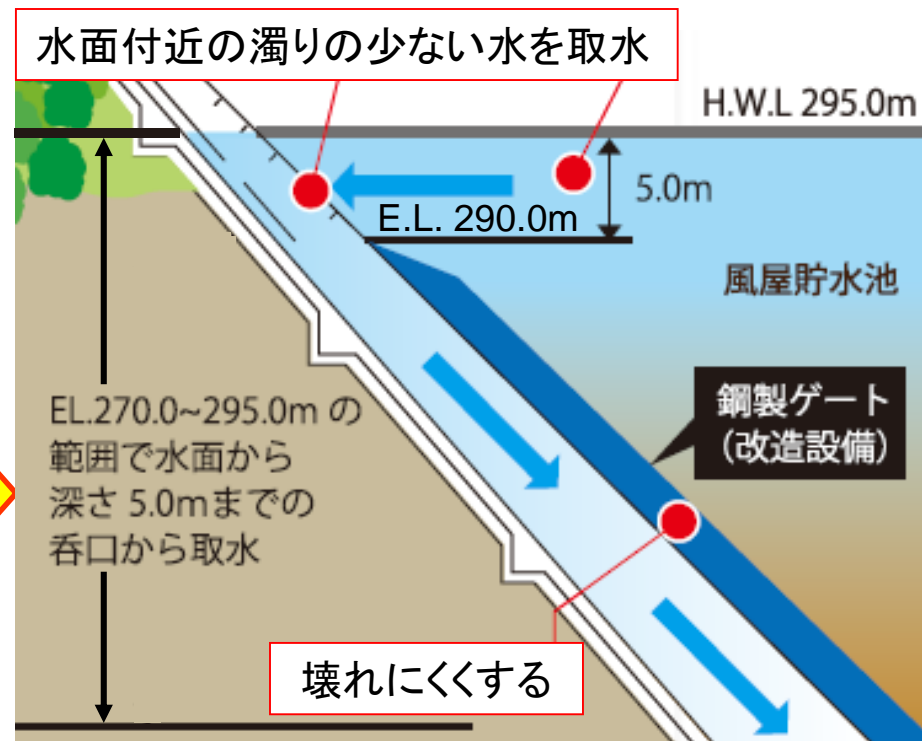 水面付近の濁りの少ない水を取水
H.W.L 295.0m
5.0m
E.L. 290.0m
風屋貯水池
鋼製ゲート
(改造設備)
EL.270.0~295.0m の
範囲で水面から
深さ 5.0mまでの
呑口から取水
壊れにくくする